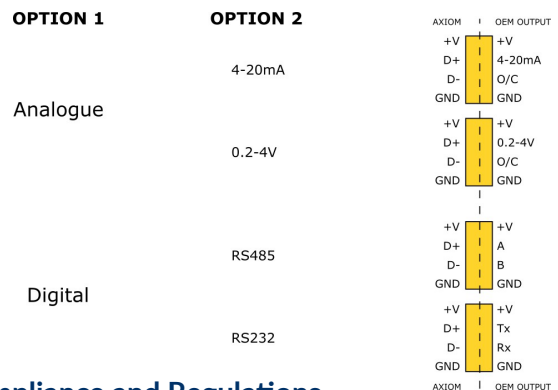 OPTION 1 OPTION 2 AXIOM OEM OUTPUT
4-20mA
+V +V
D+ 4-20mA
D- O/C
GND GND
Analogue
0.2-4V
+V +V
D+ 0.2-4V
D- O/C
GND GND
RS485
+V +V
D+ A
D- B
GND GND
Digital
RS232
+V +V
D+ Tx
D- Rx
GND GND
AXIOM OEM OUTPUT
and Regulations